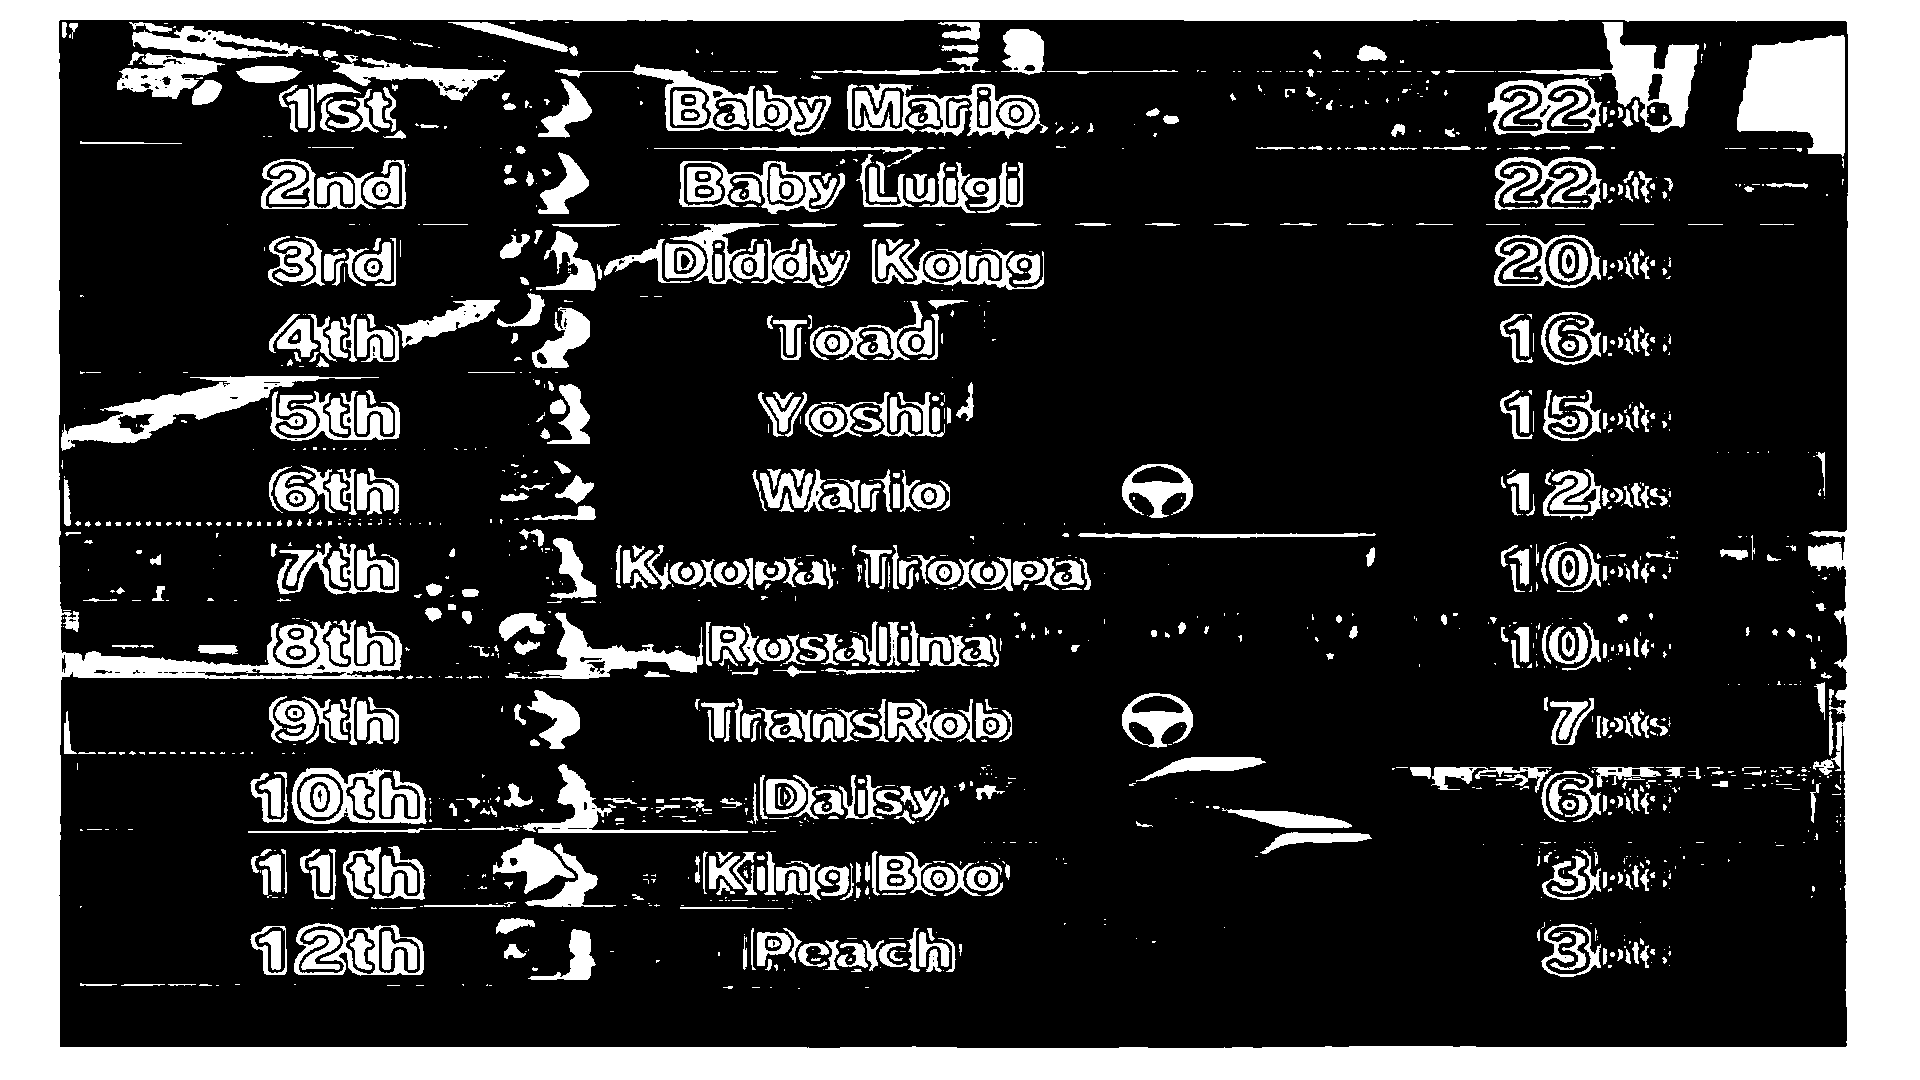 1st Baby Mario 22pts
2nd Baby Luigi 22pts
3rd Diddy Kong 20pts
4th Toad 16pts
5th Yoshi 15pts
6th Wario 12pts
7th Koopa Troopa 10pts
8th Rosalina 10pts
9th TransRob 7pts
10th Daisy 6pts
11th King Boo 3pts
12th Peach 3pts